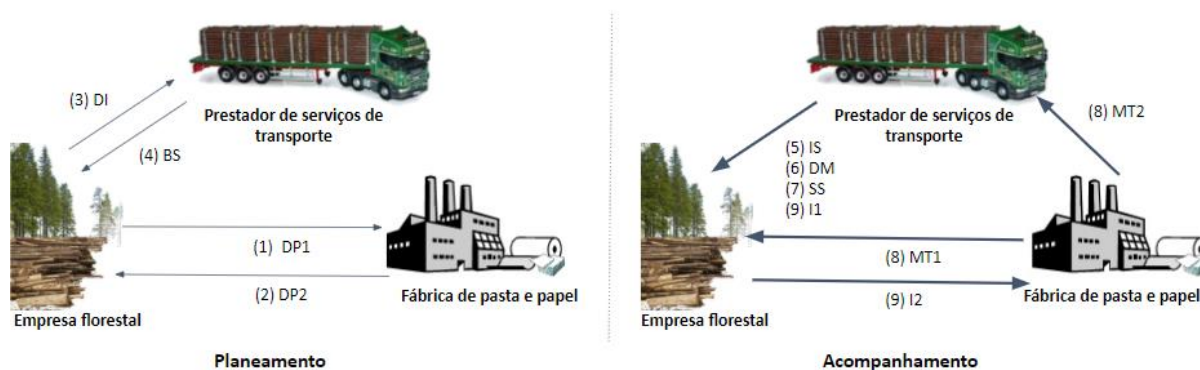 (3) DI
Prestador de serviços de
transporte
(4) BS
(1) DP1
(2) DP2
Fábrica de pasta e papel
Empresa florestal
Planeamento
Prestador de serviços de
transporte
(8) MT2
(5) IS
(6) DM
(7) SS
(9) I1
(8) MT1
(9) I2
Fábrica de pasta e papel
Empresa florestal
Acompanhamento